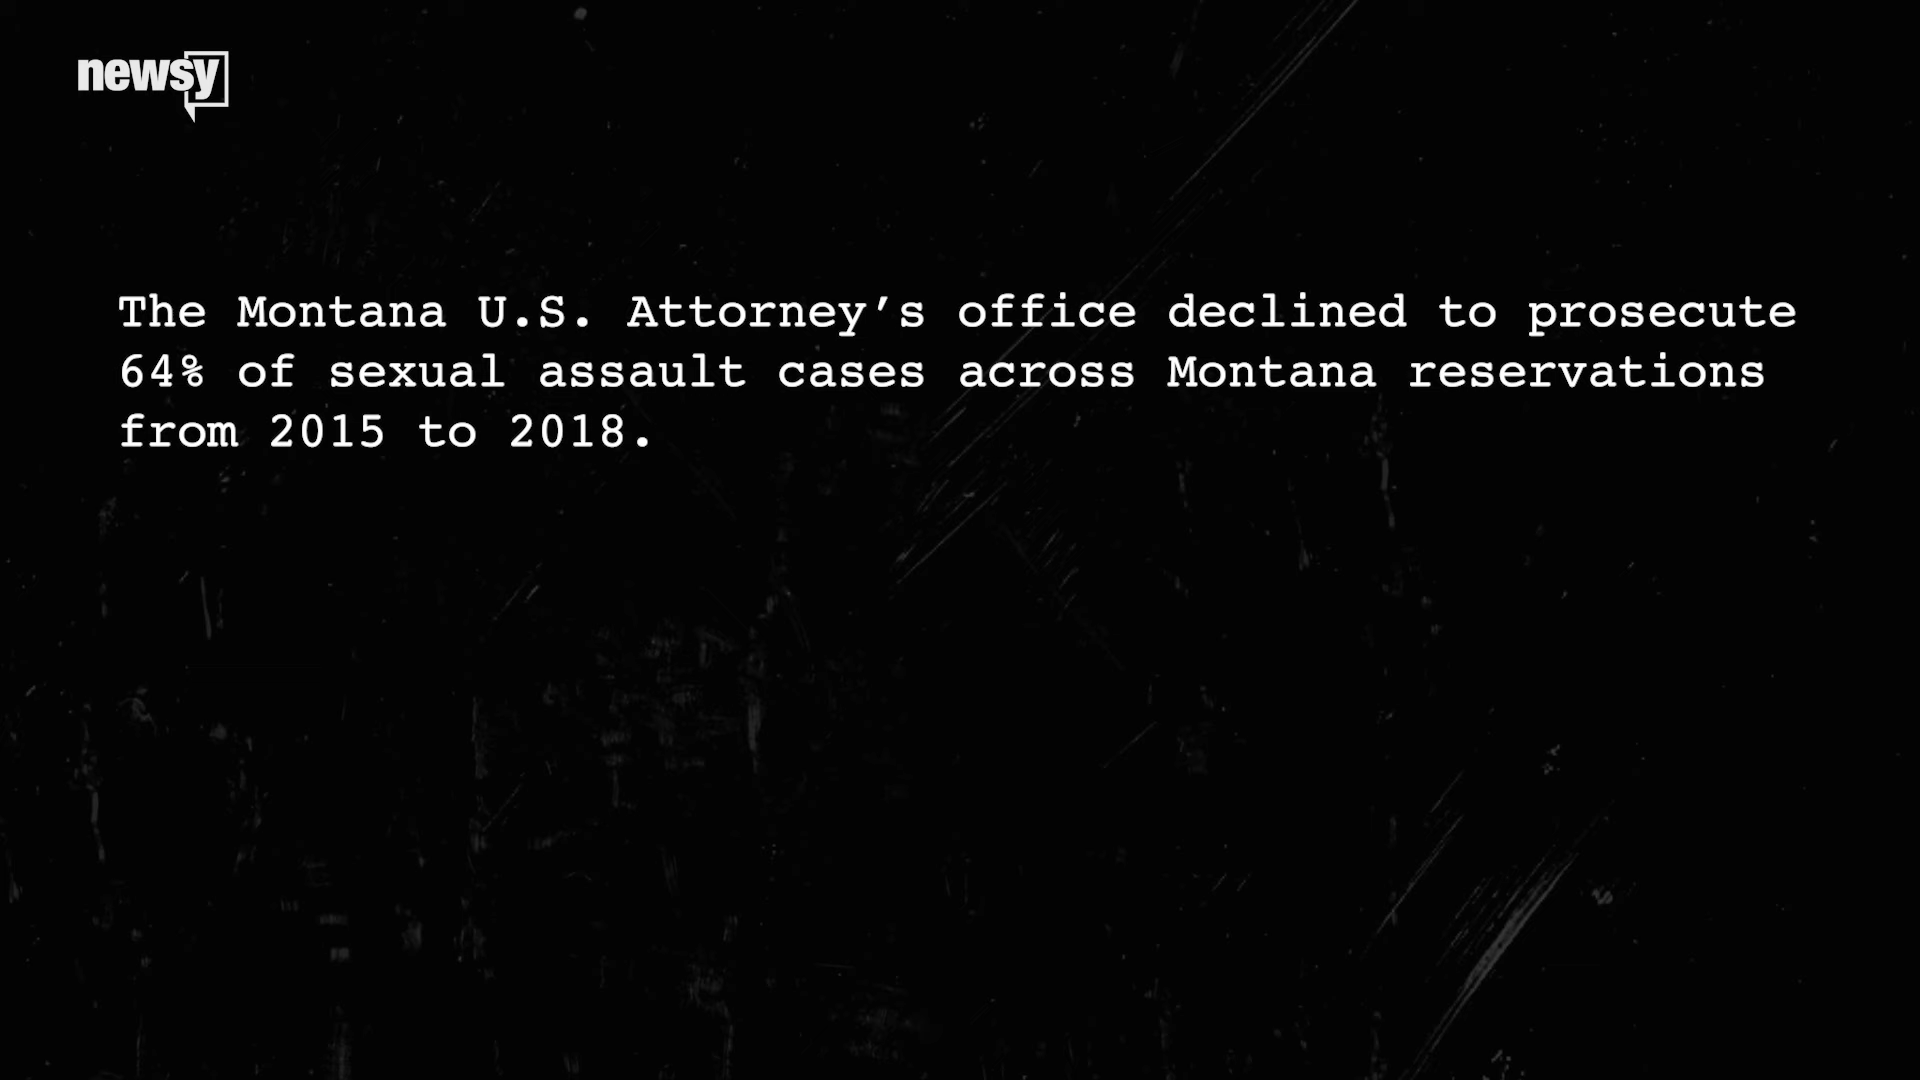 newsy
The Montana U.S. Attorney’s office declined to prosecute
64% of sexual assault cases across Montana reservations
from 2015 to 2018.